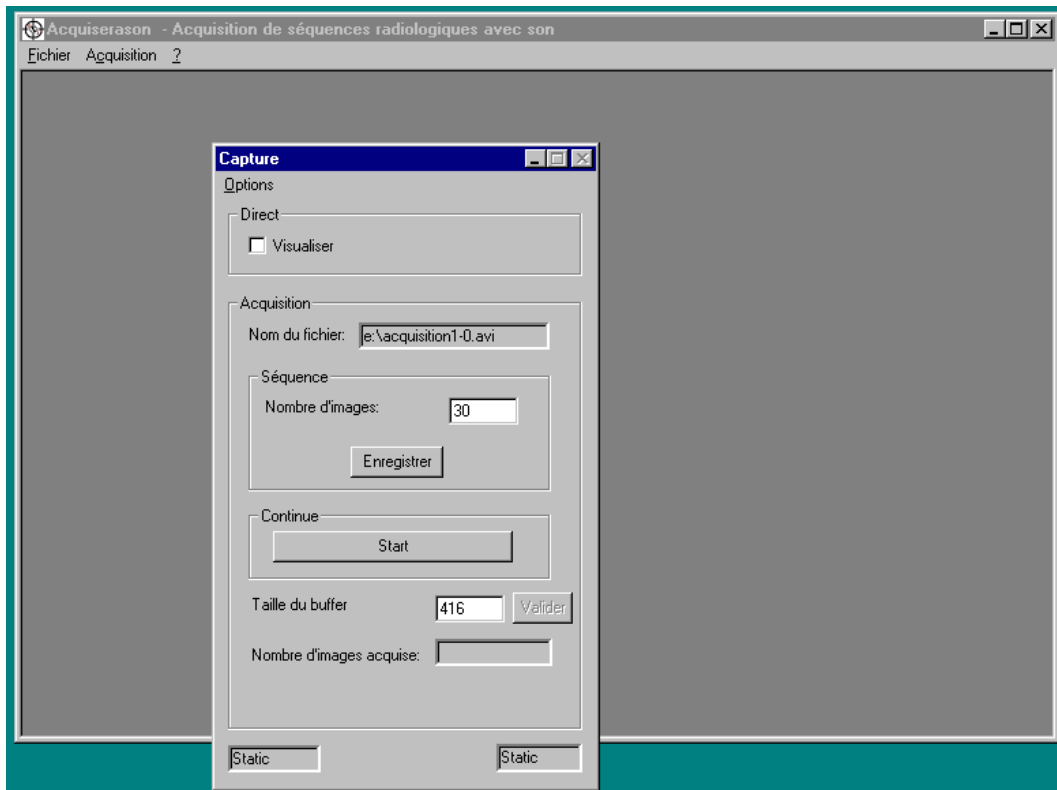 Acquiserason - Acquisition de séquences radiologiques avec son
Fichier Acquisition ?
Capture
Options
Direct
Visualiser
Acquisition
Nom du fichier: e:\acquisition1-0.avi
Séquence
Nombre d'images: 30
Enregistrer
Continue
Start
Taille du buffer 416 Valider
Nombre d'images acquise:
Static Static